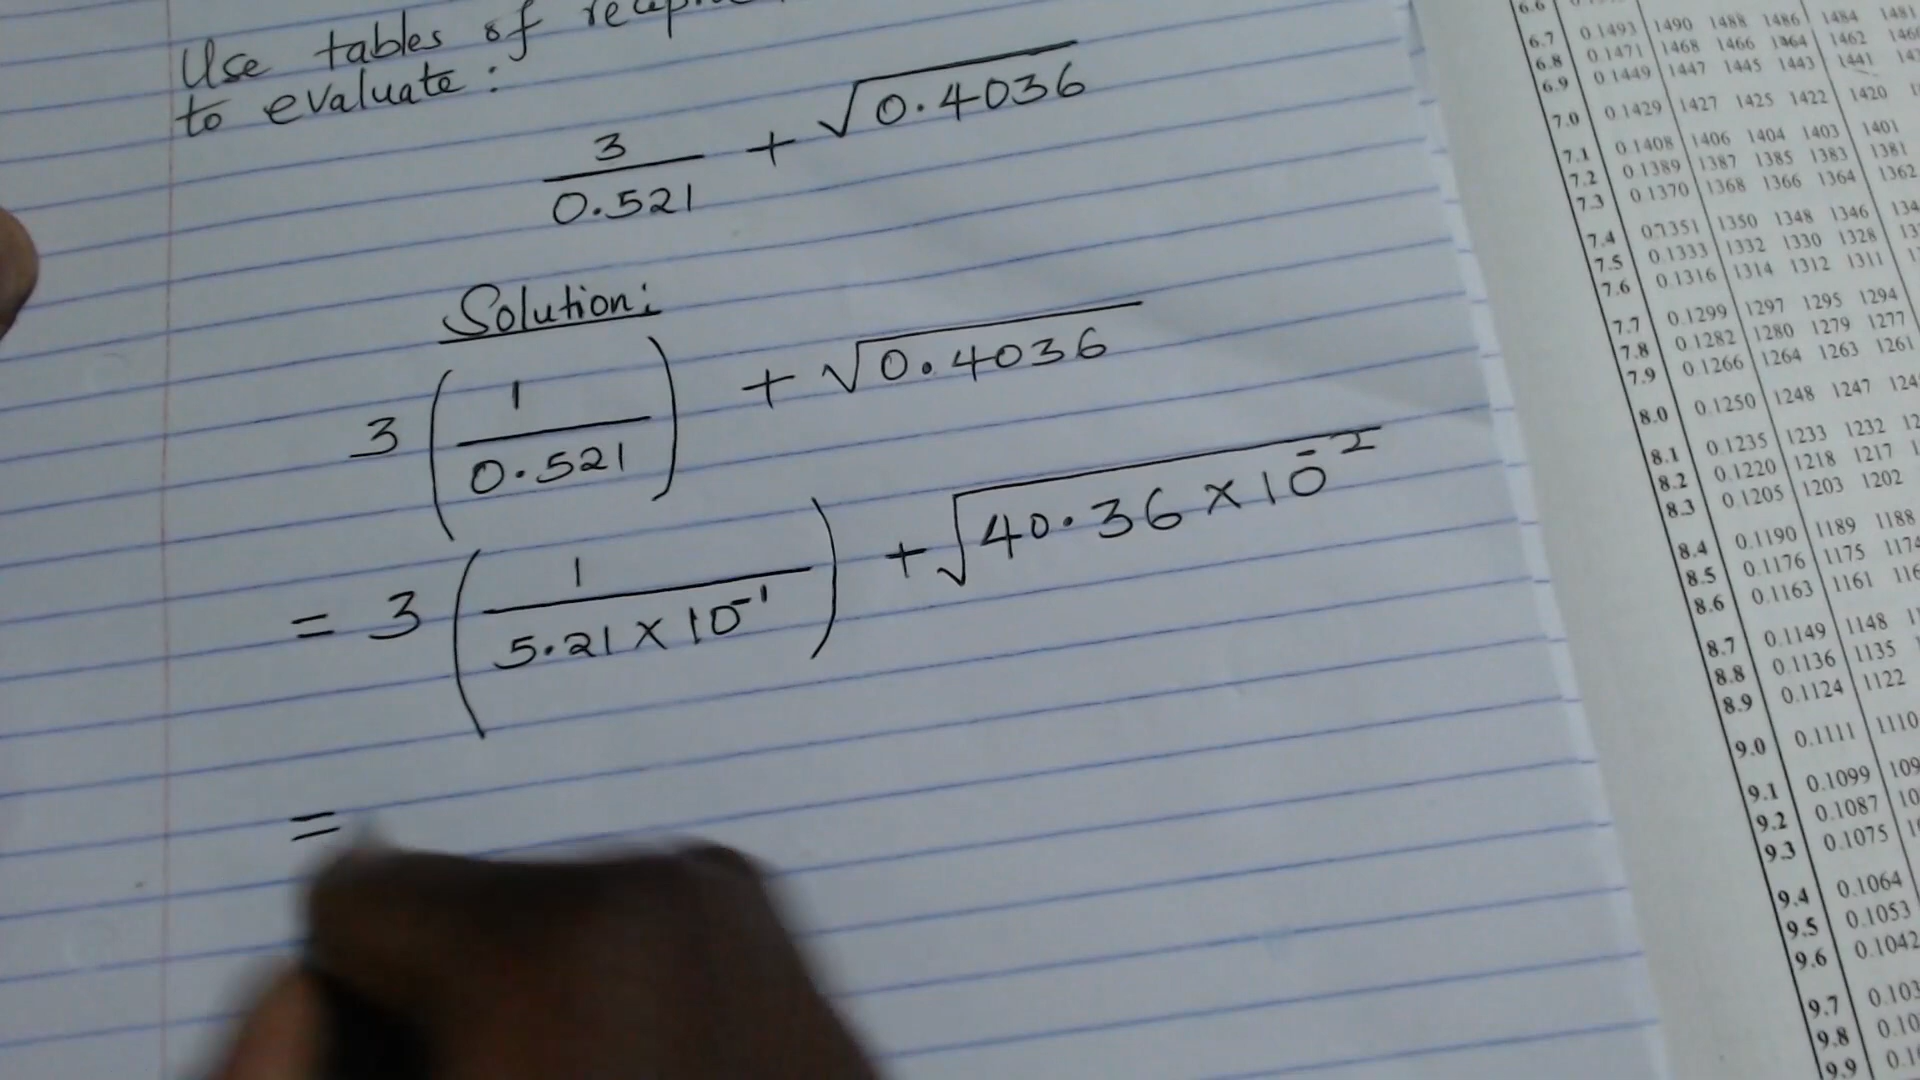 Use tables of
to evaluate:
3/0.521 + √0.4036
Solution:
3 (1/0.521) + √0.4036
= 3 (1/(5.21 × 10⁻¹)) + √(40.36 × 10⁻²)
=
6.6
6.7 0.1493 1490 1488 1486 1484 1481
6.8 0.1471 1468 1466 1464 1462
6.9 0.1449 1447 1445 1443 1441
7.0 0.1429 1427 1425 1422 1420
7.1 0.1408 1406 1404 1403 1401
7.2 0.1389 1387 1385 1383 1381
7.3 0.1370 1368 1366 1364 1362
7.4 0.1351 1350 1348 1346
7.5 0.1333 1332 1330 1328
7.6 0.1316 1314 1312 1311
7.7 0.1299 1297 1295 1294
7.8 0.1282 1280 1279 1277
7.9 0.1266 1264 1263 1261
8.0 0.1250 1248 1247
8.1 0.1235 1233 1232
8.2 0.1220 1218 1217
8.3 0.1205 1203 1202
8.4 0.1190 1189 1188
8.5 0.1176 1175 1174
8.6 0.1163 1161
8.7 0.1149 1148
8.8 0.1136 1135
8.9 0.1124 1122
9.0 0.1111 1110
9.1 0.1099
9.2 0.1087
9.3 0.1075
9.4 0.1064
9.5 0.1053
9.6 0.1042
9.7
9.8
9.9